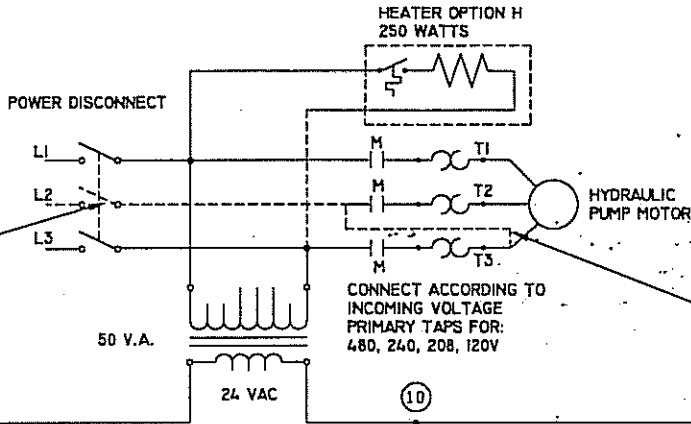 HEATER OPTION H
250 WATTS
POWER DISCONNECT
L1
L2
L3
M
T1
M
T2
M
T3
HYDRAULIC
PUMP MOTOR
CONNECT ACCORDING TO
INCOMING VOLTAGE
PRIMARY TAPS FOR:
480, 240, 208, 120V
50 V.A.
24 VAC
10